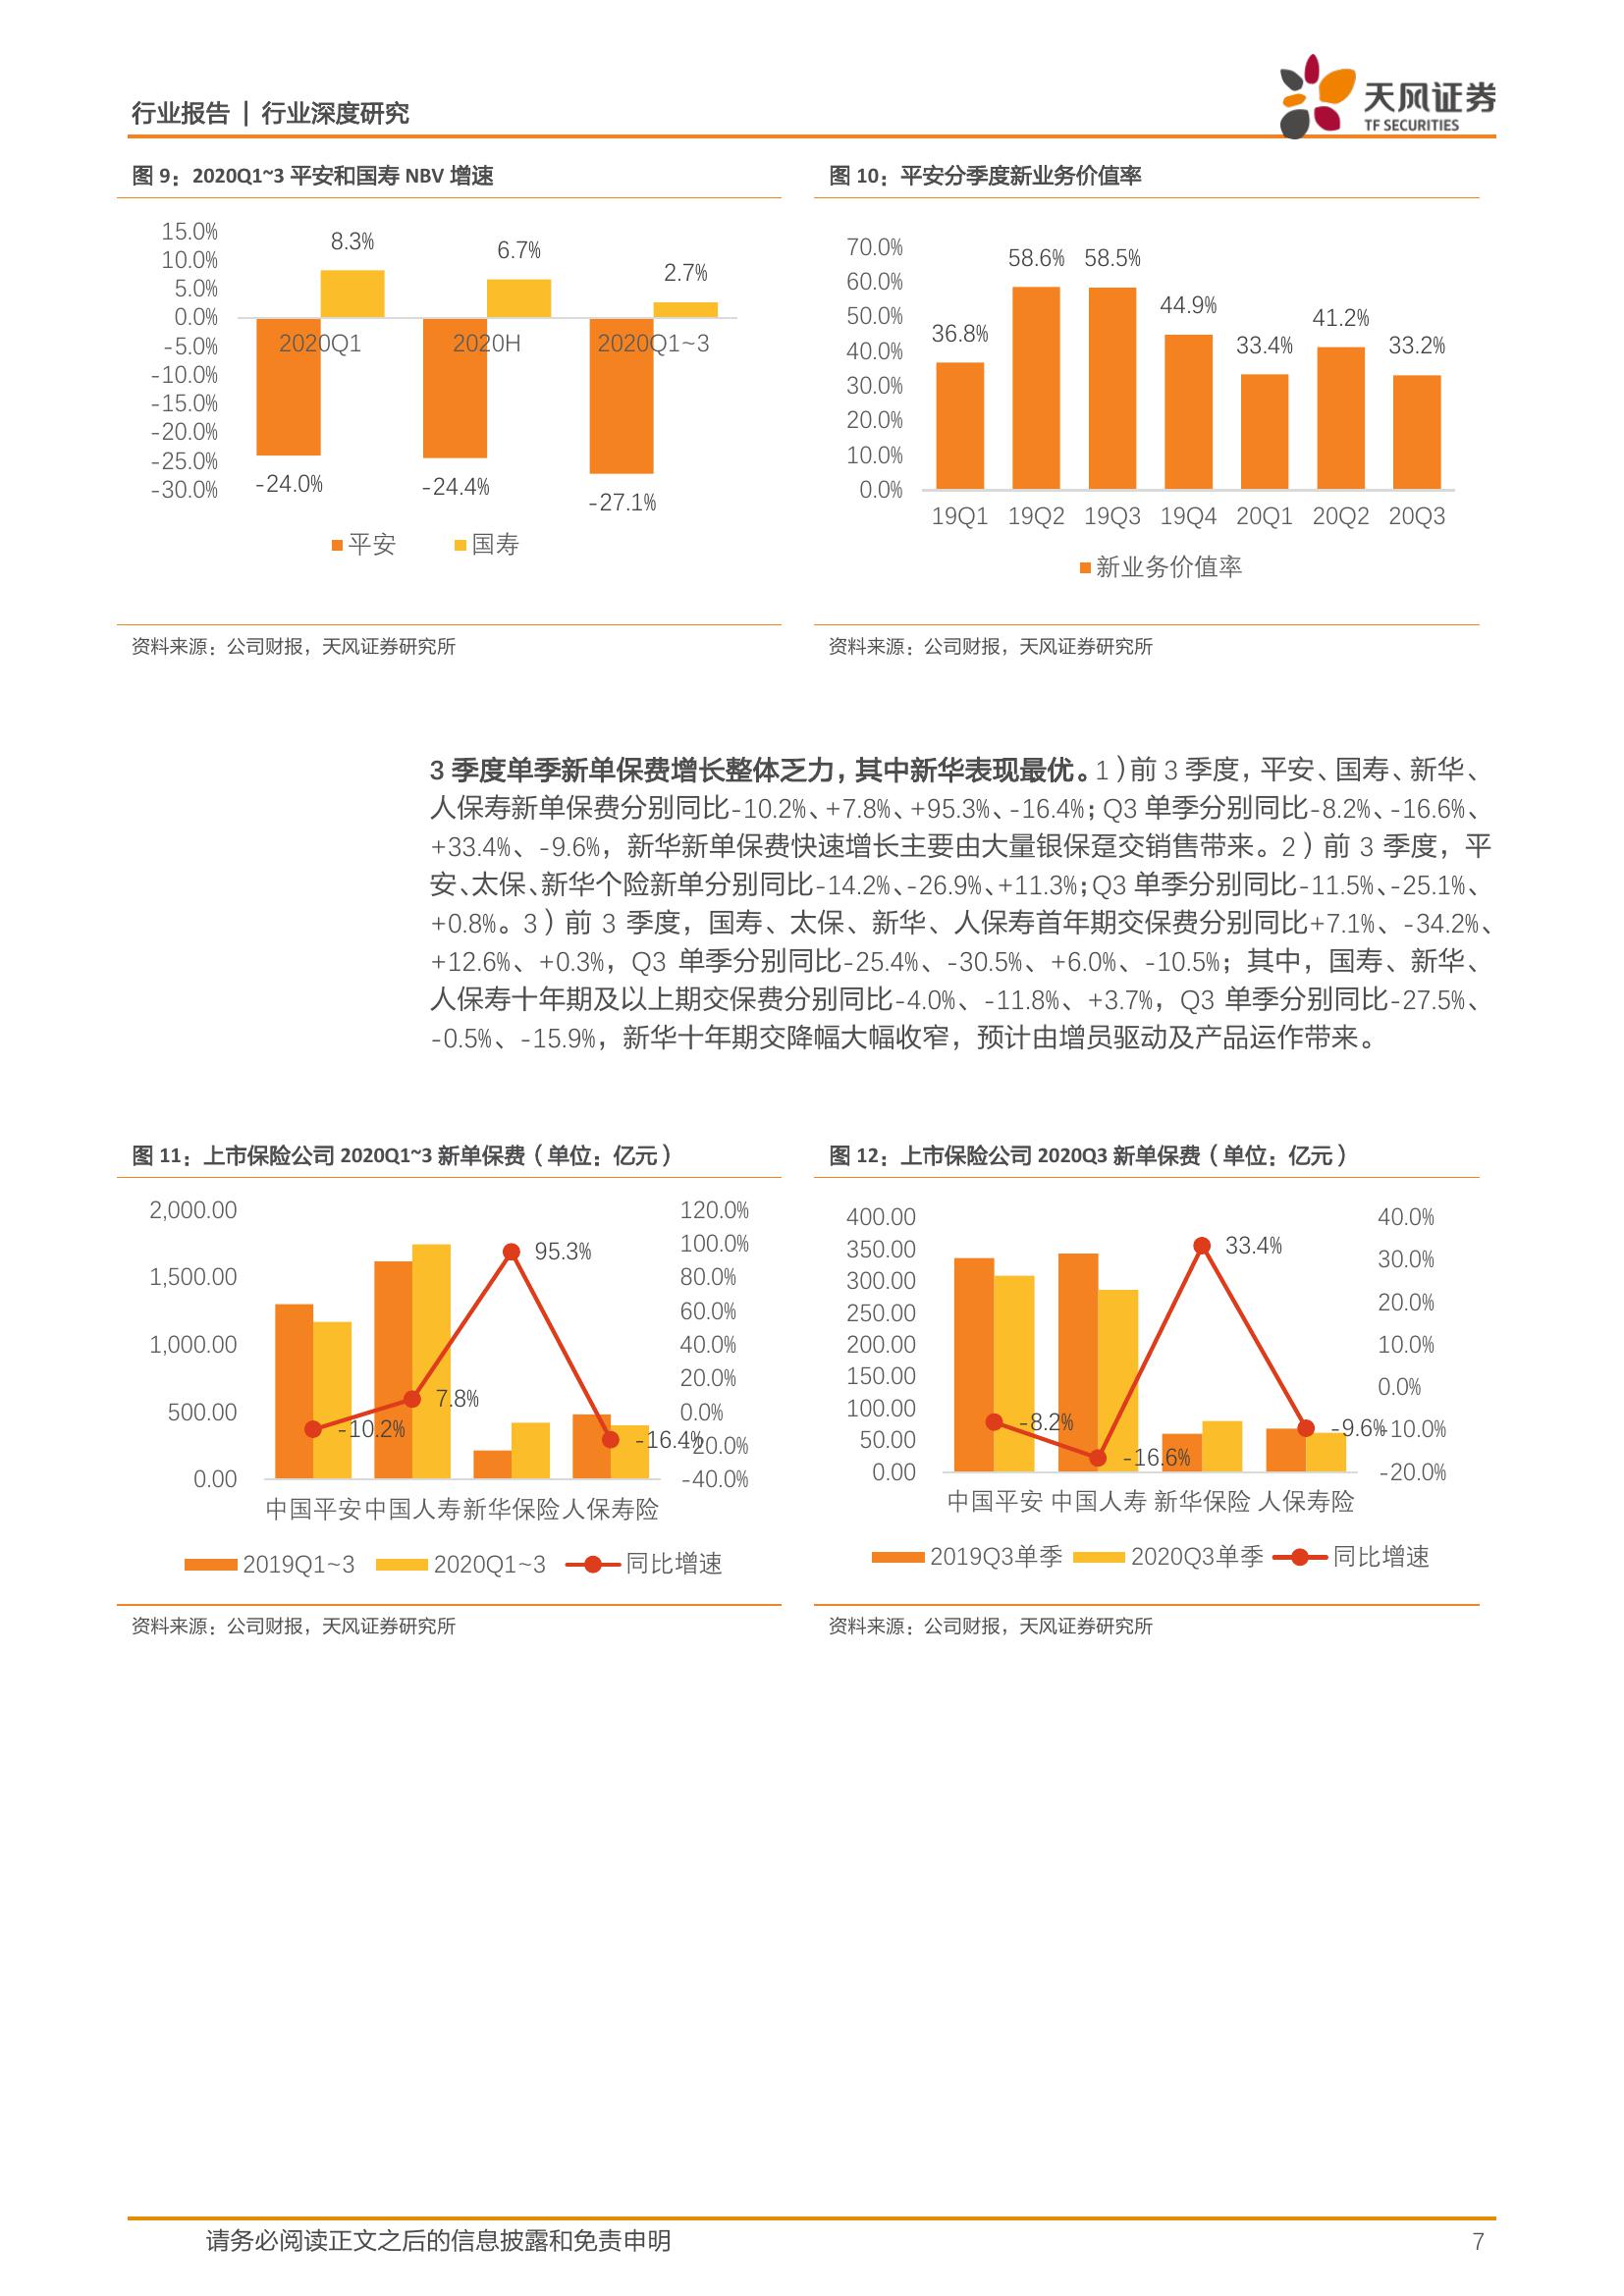 行业报告 | 行业深度研究
天风证券
TF SECURITIES
图 9：2020Q1~3 平安和国寿 NBV 增速
15.0%
10.0%
5.0%
0.0%
-5.0%
-10.0%
-15.0%
-20.0%
-25.0%
-30.0%
8.3%
6.7%
2.7%
2020Q1
2020H
2020Q1~3
-24.0%
-24.4%
-27.1%
平安
国寿
资料来源：公司财报，天风证券研究所
图 10：平安分季度新业务价值率
70.0%
60.0%
50.0%
40.0%
30.0%
20.0%
10.0%
0.0%
36.8%
58.6%
58.5%
44.9%
33.4%
41.2%
33.2%
19Q1 19Q2 19Q3 19Q4 20Q1 20Q2 20Q3
新业务价值率
资料来源：公司财报，天风证券研究所
3 季度单季新单保费增长整体乏力，其中新华表现最优。1）前 3 季度，平安、国寿、新华、
人保寿新单保费分别同比-10.2%、+7.8%、+95.3%、-16.4%；Q3 单季分别同比-8.2%、-16.6%、
+33.4%、-9.6%，新华新单保费快速增长主要由大量银保趸交销售带来。2）前 3 季度，平
安、太保、新华个险新单分别同比-14.2%、-26.9%、+11.3%；Q3 单季分别同比-11.5%、-25.1%、
+0.8%。3）前 3 季度，国寿、太保、新华、人保寿首年期交保费分别同比+7.1%、-34.2%、
+12.6%、+0.3%，Q3 单季分别同比-25.4%、-30.5%、+6.0%、-10.5%；其中，国寿、新华、
人保寿十年期及以上期交保费分别同比-4.0%、-11.8%、+3.7%，Q3 单季分别同比-27.5%、
-0.5%、-15.9%，新华十年期交降幅大幅收窄，预计由增员驱动及产品运作带来。
图 11：上市保险公司 2020Q1~3 新单保费（单位：亿元）
2,000.00
1,500.00
1,000.00
500.00
0.00
120.0%
100.0%
80.0%
60.0%
40.0%
20.0%
0.0%
-20.0%
-40.0%
-10.2%
7.8%
95.3%
-16.4%
中国平安 中国人寿 新华保险 人保寿险
2019Q1~3
2020Q1~3
同比增速
资料来源：公司财报，天风证券研究所
图 12：上市保险公司 2020Q3 新单保费（单位：亿元）
400.00
350.00
300.00
250.00
200.00
150.00
100.00
50.00
0.00
40.0%
30.0%
20.0%
10.0%
0.0%
-10.0%
-20.0%
-8.2%
-16.6%
33.4%
-9.6%
中国平安 中国人寿 新华保险 人保寿险
2019Q3单季
2020Q3单季
同比增速
资料来源：公司财报，天风证券研究所
请务必阅读正文之后的信息披露和免责申明
7